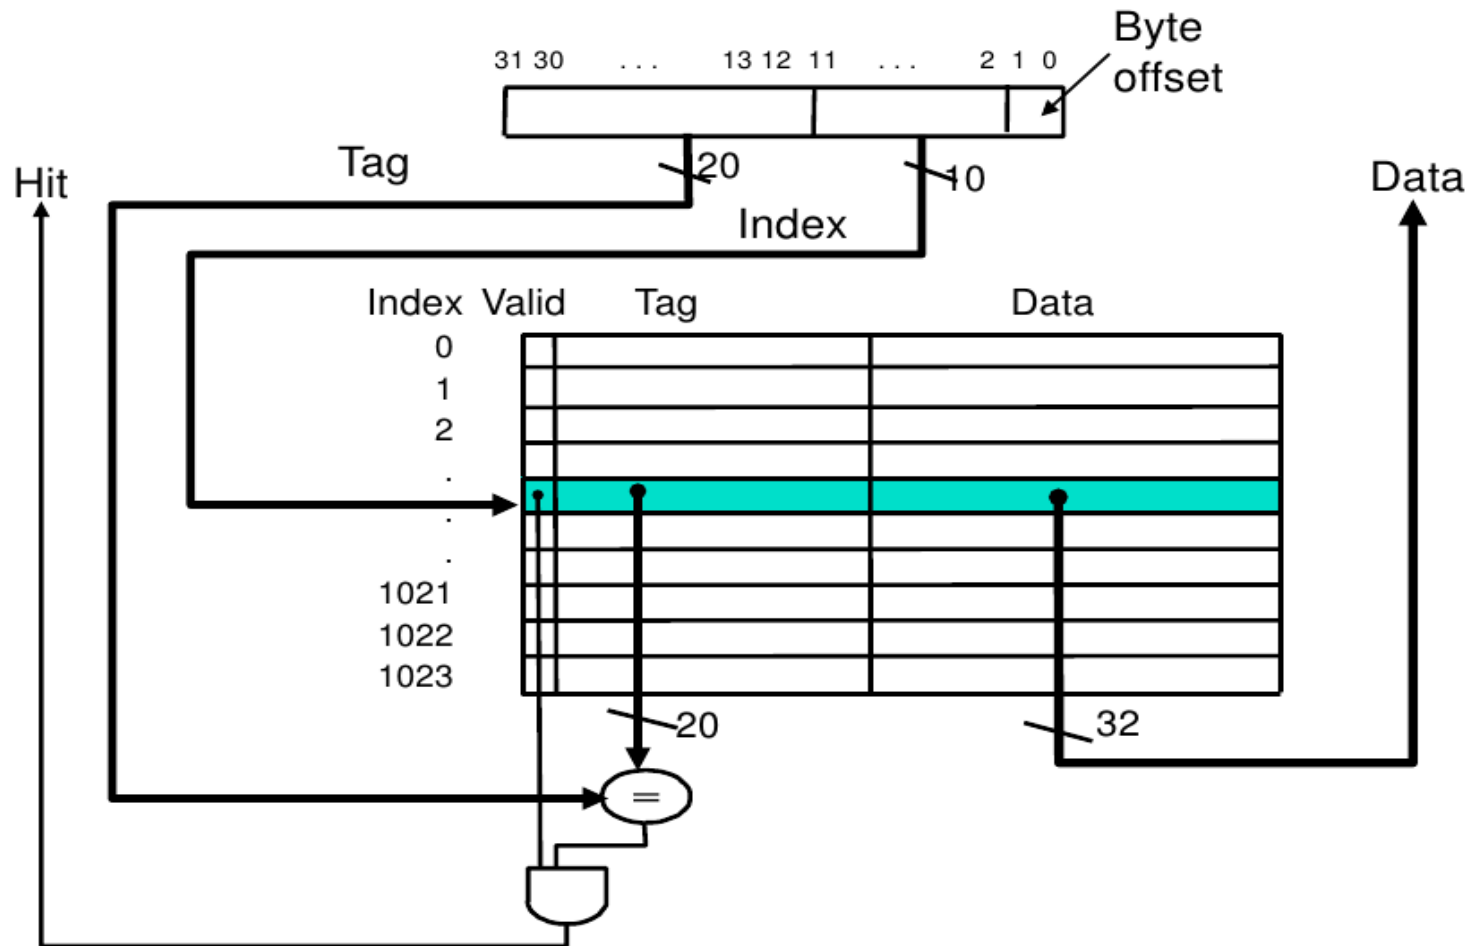 Byte
offset
31 30 . . . 13 12 11 . . . 2 1 0
Tag
20
10
Hit
Data
Index
Index Valid Tag Data
0
1
2
.
.
.
1021
1022
1023
20
32
=